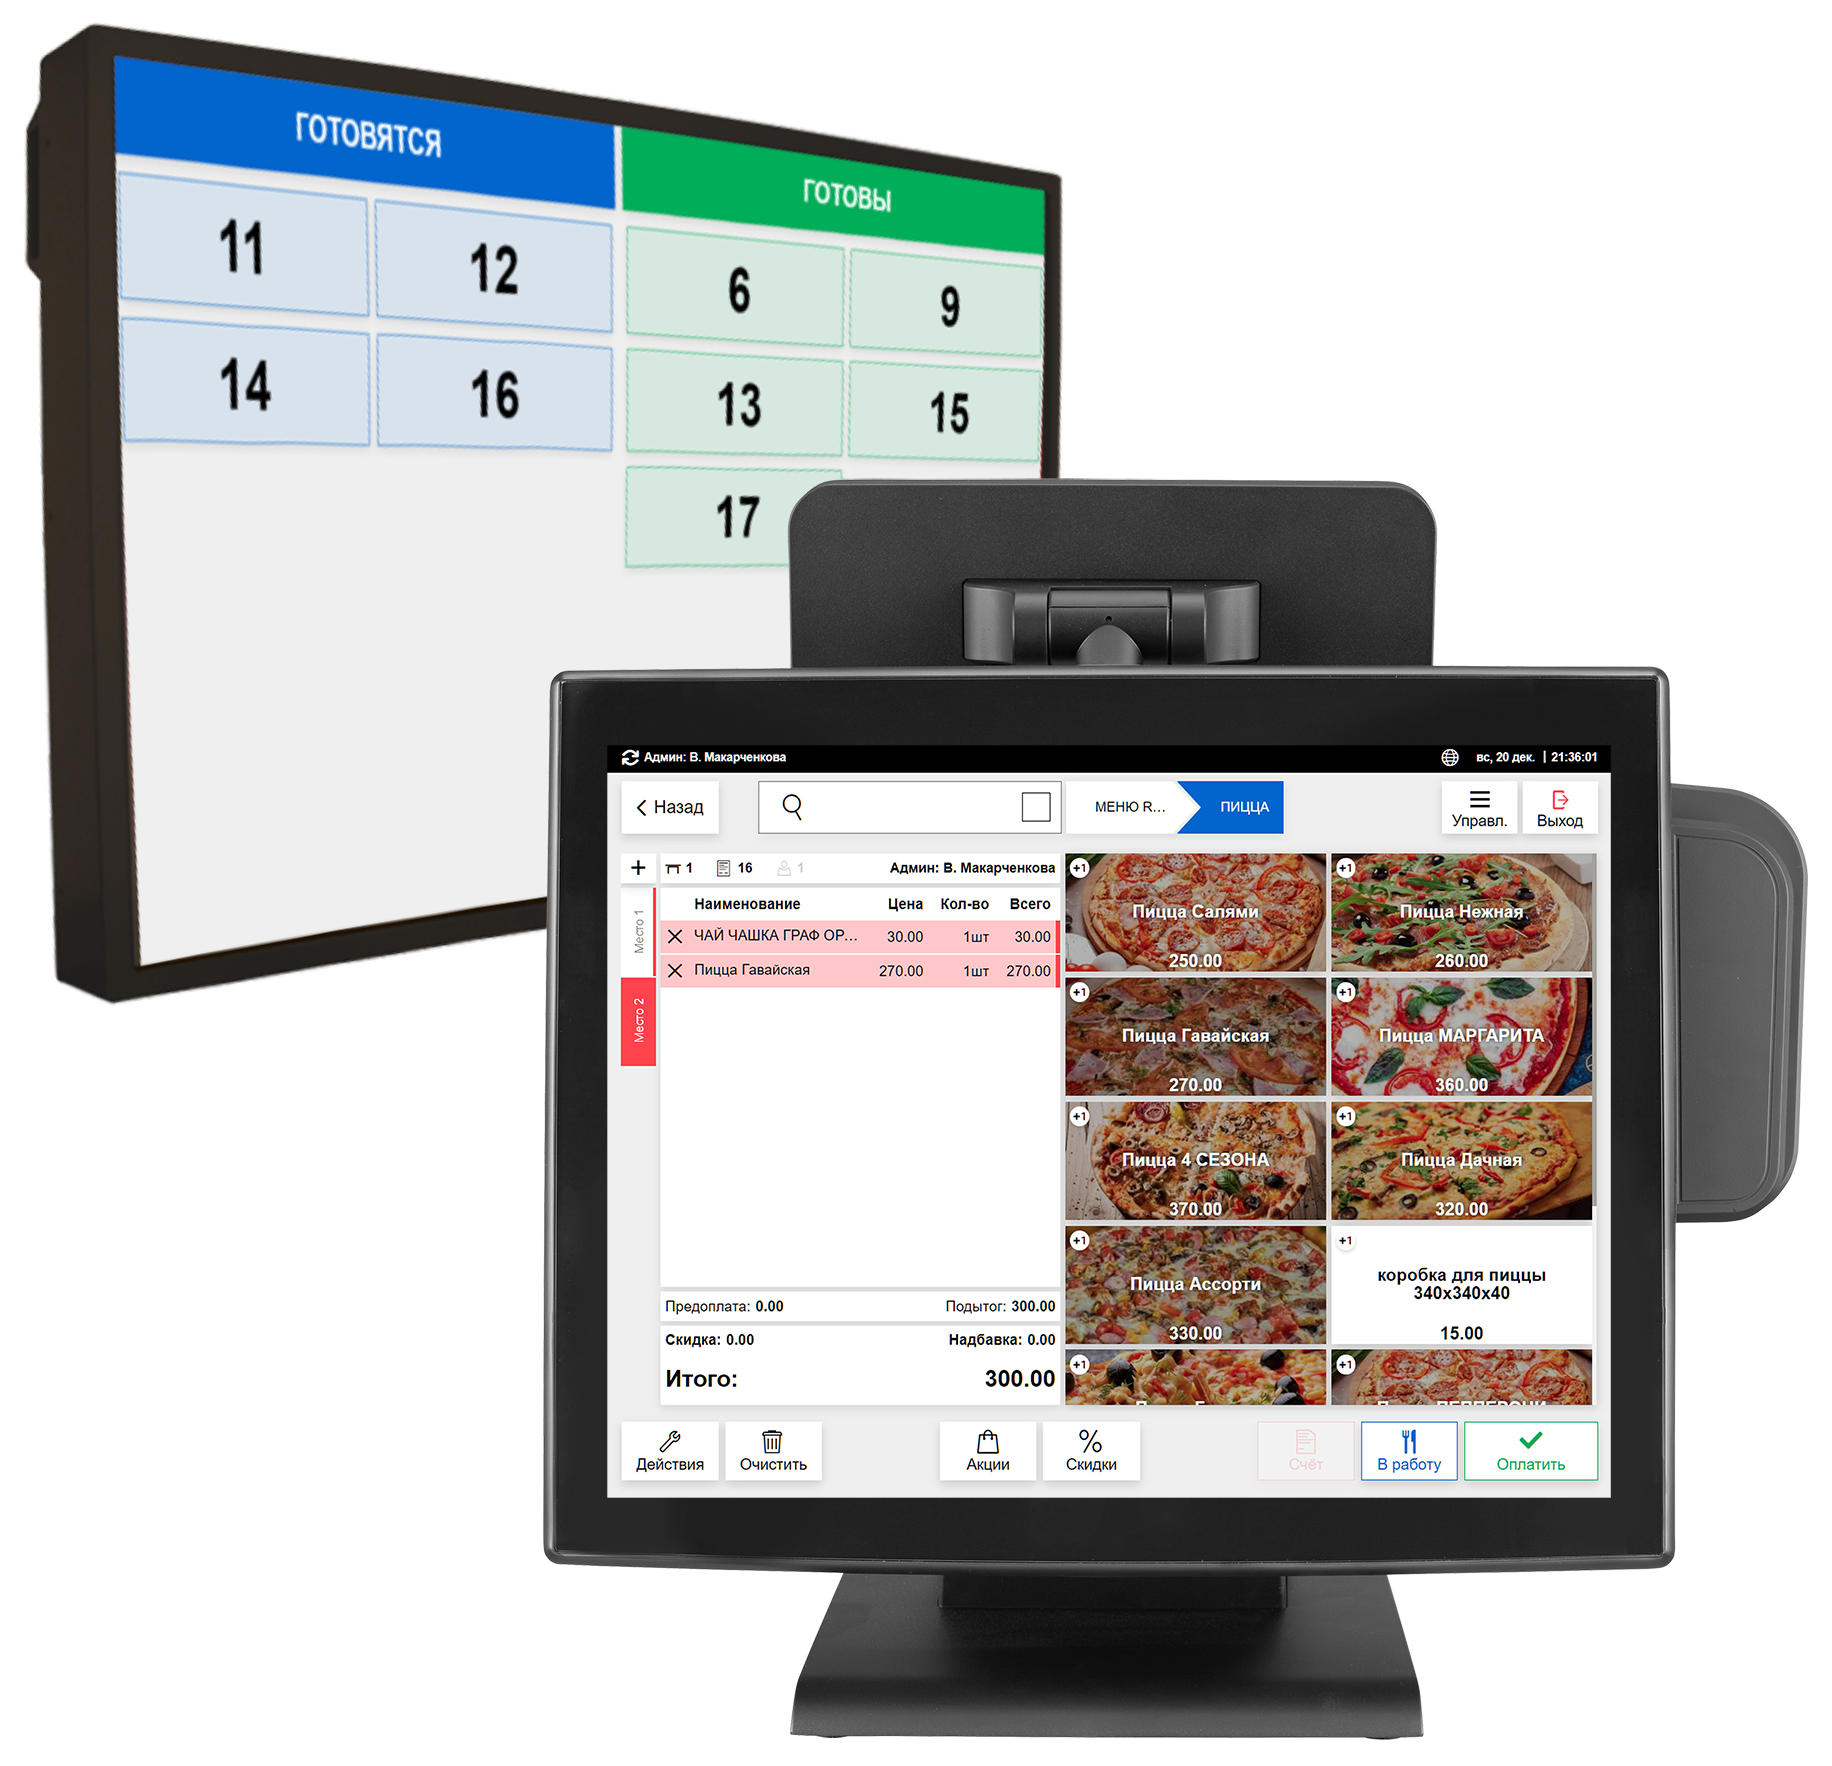 ГОТОВЯТСЯ
ГОТОВЫ
11
12
6
9
14
16
13
15
17
Админ: В. Макарченкова
вс, 20 дек. | 21:36:01
Назад
МЕНЮ R...
ПИЦЦА
Управл.
Выход
+ 1 16 1 Админ: В. Макарченкова
Место 1
Место 2
Наименование Цена Кол-во Всего
ЧАЙ ЧАШКА ГРАФ ОР... 30.00 1шт 30.00
Пицца Гавайская 270.00 1шт 270.00
Предоплата: 0.00 Подытог: 300.00
Скидка: 0.00 Надбавка: 0.00
Итого: 300.00
+1
Пицца Салями
250.00
+1
Пицца Нежная
260.00
+1
Пицца Гавайская
270.00
+1
Пицца МАРГАРИТА
360.00
+1
Пицца 4 СЕЗОНА
370.00
+1
Пицца Дачная
320.00
+1
Пицца Ассорти
330.00
+1
коробка для пиццы
340x340x40
15.00
+1
+1
Действия
Очистить
Акции
Скидки
Счёт
В работу
Оплатить